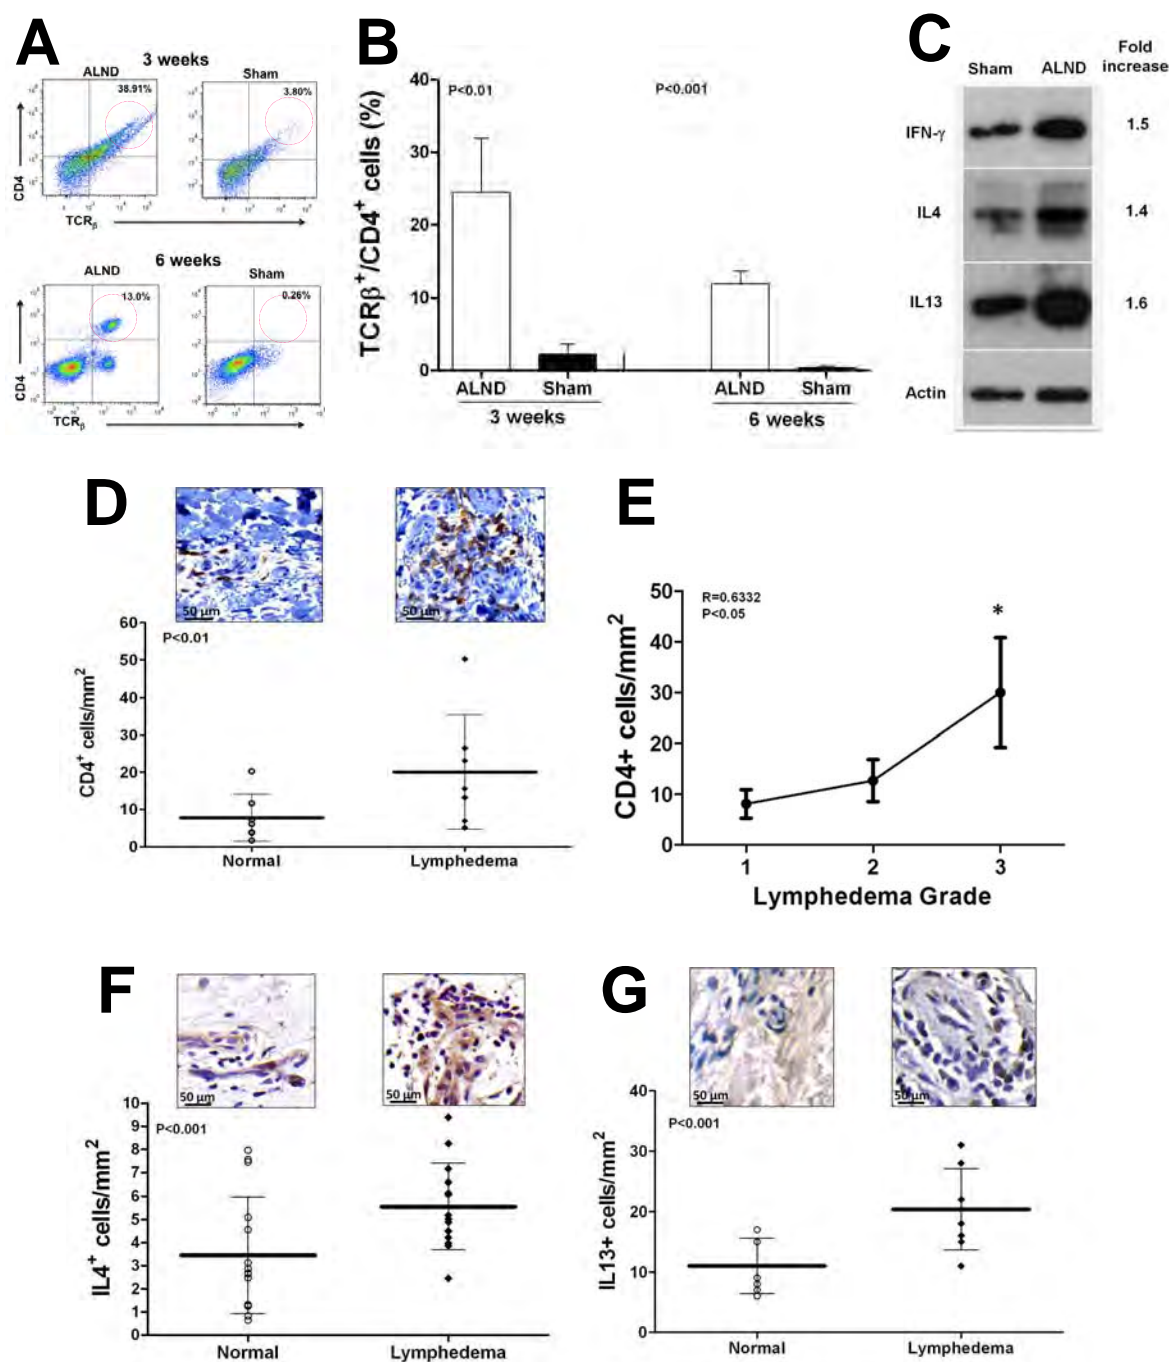 A
3 weeks
ALND
Sham
38.91%
3.80%
CD4
TCRβ
6 weeks
ALND
Sham
13.0%
0.26%
CD4
TCRβ
B
TCRβ+/CD4+ cells (%)
40
30
20
10
0
P<0.01
P<0.001
ALND
Sham
ALND
Sham
3 weeks
6 weeks
C
Sham
ALND
Fold
increase
IFN-γ
1.5
IL4
1.4
IL13
1.6
Actin
D
50 µm
50 µm
CD4+ cells/mm2
60
50
40
30
20
10
0
P<0.01
Normal
Lymphedema
E
CD4+ cells/mm2
50
40
30
20
10
0
R=0.6332
P<0.05
*
1
2
3
Lymphedema Grade
F
50 µm
50 µm
IL4+ cells/mm2
10
9
8
7
6
5
4
3
2
1
0
P<0.001
Normal
Lymphedema
G
50 µm
50 µm
IL13+ cells/mm2
40
30
20
10
0
P<0.001
Normal
Lymphedema